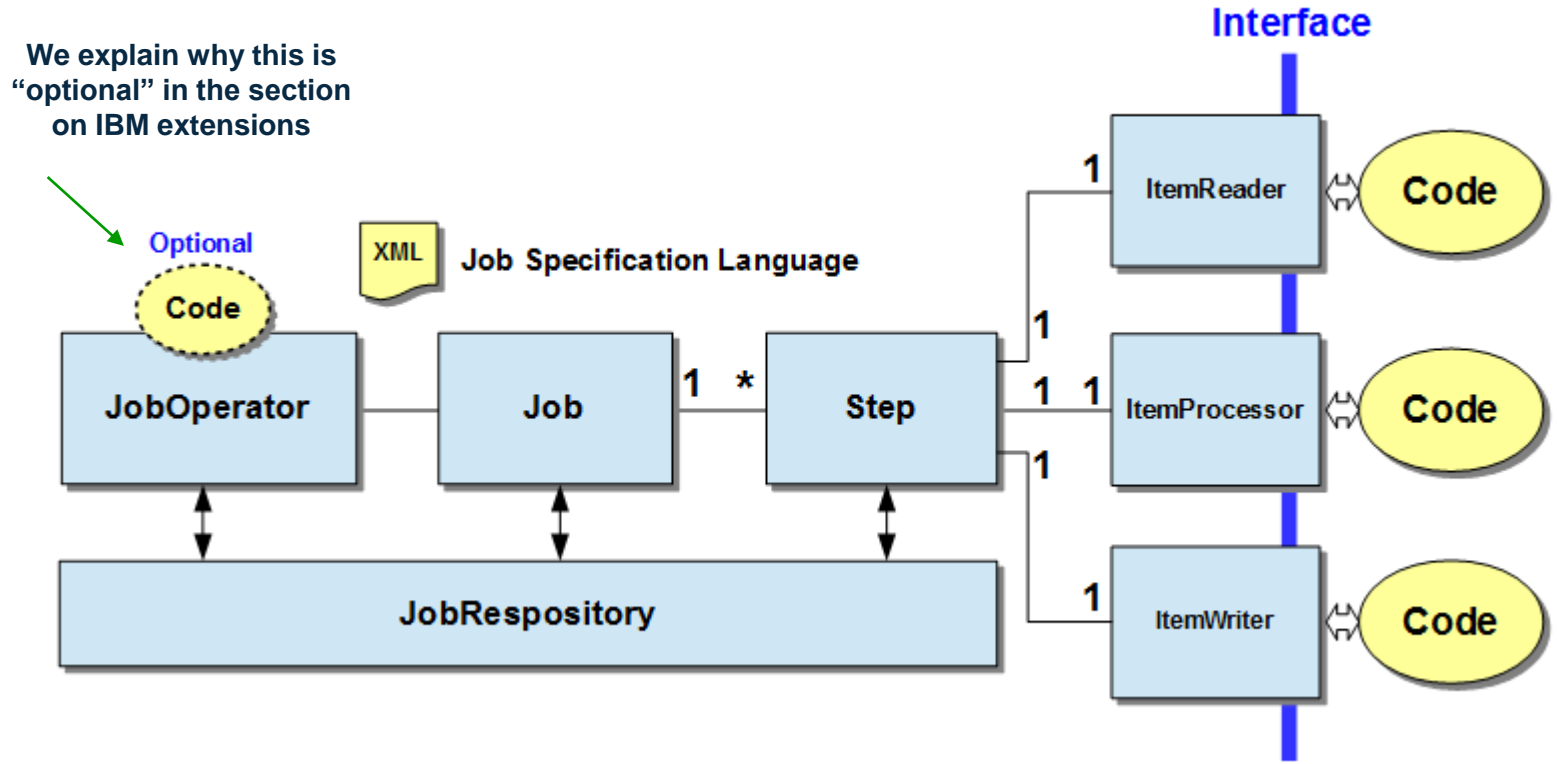 Interface
We explain why this is
“optional” in the section
on IBM extensions
Optional
Code
XML
Job Specification Language
JobOperator
Job
1 *
Step
1
1
ItemReader
Code
1 1
ItemProcessor
Code
1
1
ItemWriter
Code
JobRespository